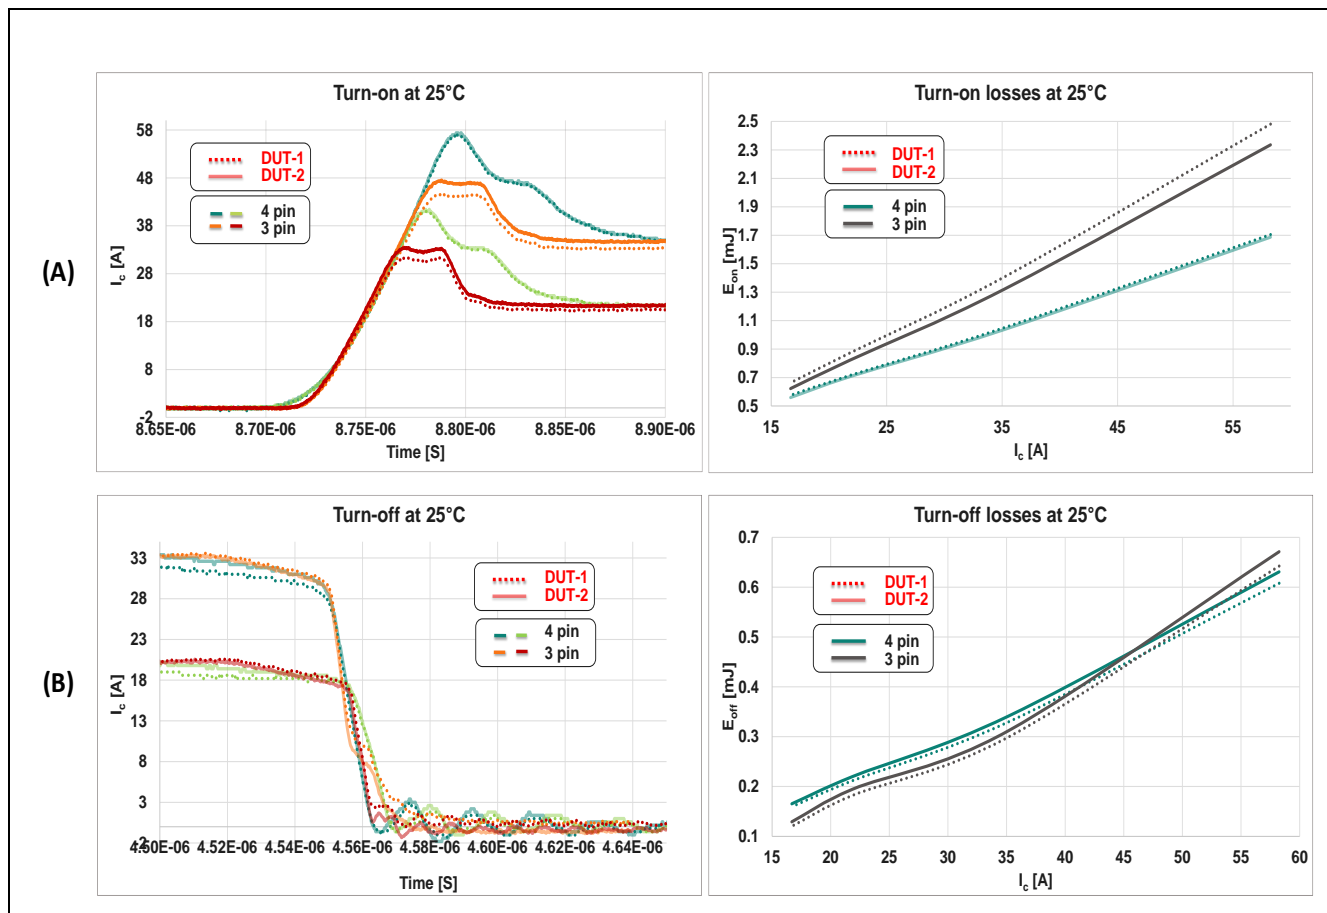 Turn-on at 25°C
58
48
38
28
18
8
-2
I_c [A]
DUT-1
DUT-2
4 pin
3 pin
8.65E-06 8.70E-06 8.75E-06 8.80E-06 8.85E-06 8.90E-06
Time [S]
(A)
Turn-on losses at 25°C
2.5
2.3
2.1
1.9
1.7
1.5
1.3
1.1
0.9
0.7
0.5
E_on [mJ]
DUT-1
DUT-2
4 pin
3 pin
15 25 35 45 55
I_c [A]
Turn-off at 25°C
33
28
23
18
13
8
3
-2
I_c [A]
DUT-1
DUT-2
4 pin
3 pin
4.50E-06 4.52E-06 4.54E-06 4.56E-06 4.58E-06 4.60E-06 4.62E-06 4.64E-06
Time [S]
(B)
Turn-off losses at 25°C
0.7
0.6
0.5
0.4
0.3
0.2
0.1
E_off [mJ]
DUT-1
DUT-2
4 pin
3 pin
15 20 25 30 35 40 45 50 55 60
I_c [A]